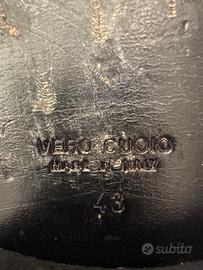 VERO CUOIO
MADE IN ITALY
43
subito